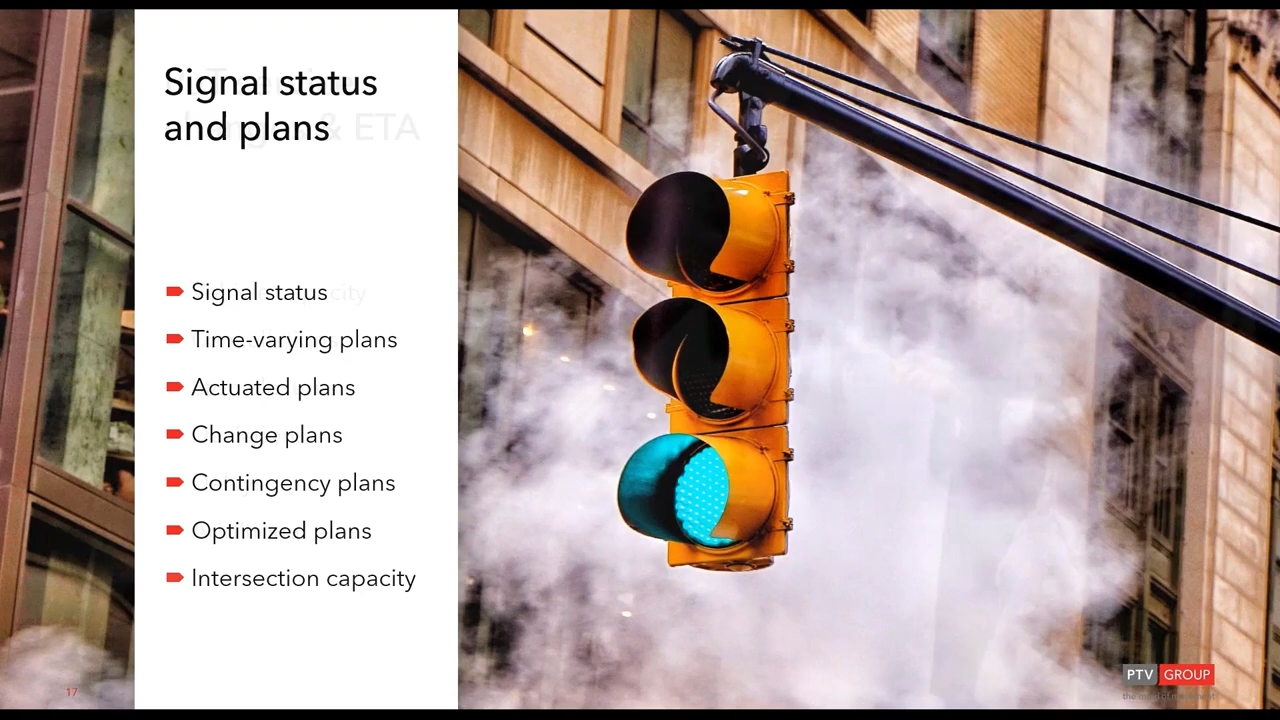 Signal status
and plans
& ETA
Signal status
Time-varying plans
Actuated plans
Change plans
Contingency plans
Optimized plans
Intersection capacity
17
PTV GROUP